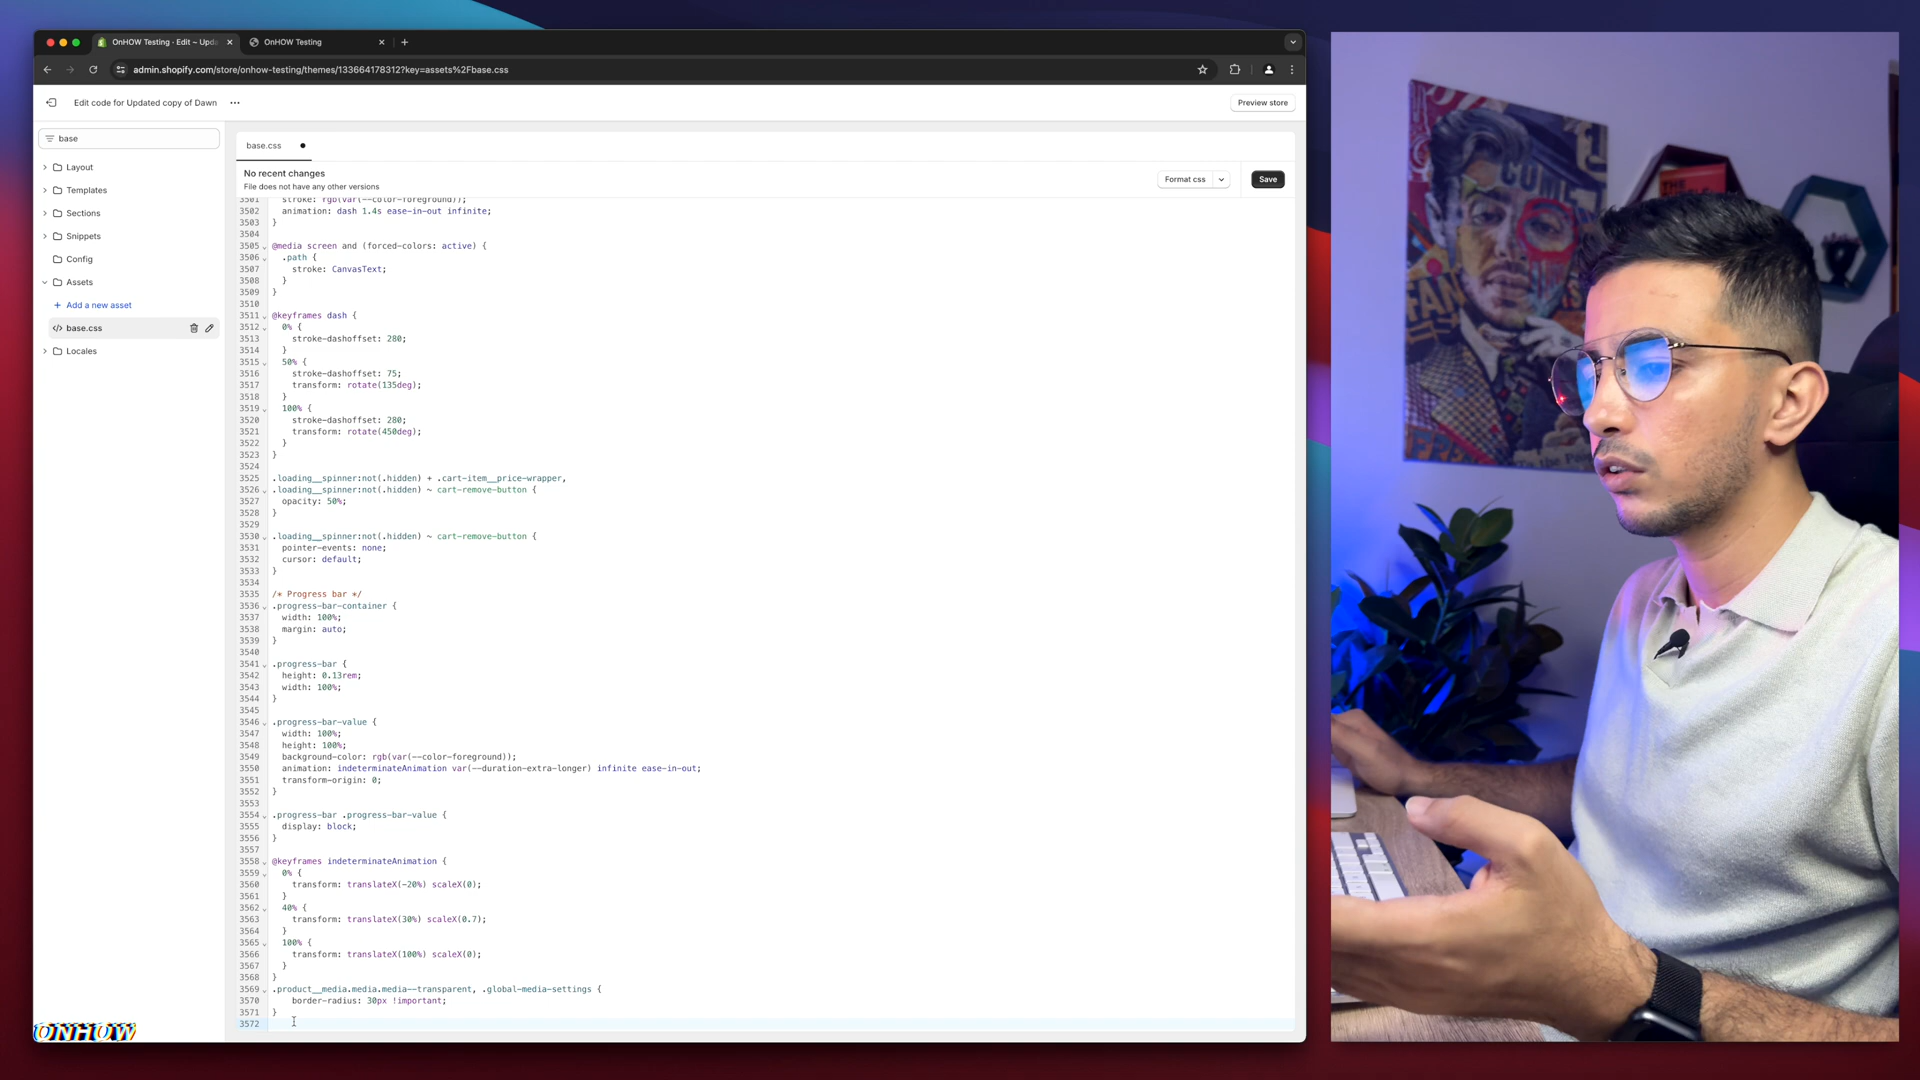 OnHOW Testing · Edit ~ Upda
OnHOW Testing
admin.shopify.com/store/onhow-testing/themes/133664178312?key=assets%2Fbase.css
Edit code for Updated copy of Dawn
Preview store
base
Layout
Templates
Sections
Snippets
Config
Assets
Add a new asset
base.css
Locales
base.css
No recent changes
File does not have any other versions
Format css
Save
3501 stroke: rgb(var(--color-foreground));
3502 animation: dash 1.4s ease-in-out infinite;
3503 }
3504
3505 @media screen and (forced-colors: active) {
3506 .path {
3507 stroke: CanvasText;
3508 }
3509 }
3510
3511 @keyframes dash {
3512 0% {
3513 stroke-dashoffset: 280;
3514 }
3515 50% {
3516 stroke-dashoffset: 75;
3517 transform: rotate(135deg);
3518 }
3519 100% {
3520 stroke-dashoffset: 280;
3521 transform: rotate(450deg);
3522 }
3523 }
3524
3525 .loading__spinner:not(.hidden) + .cart-item__price-wrapper,
3526 .loading__spinner:not(.hidden) ~ cart-remove-button {
3527 opacity: 50%;
3528 }
3529
3530 .loading__spinner:not(.hidden) ~ cart-remove-button {
3531 pointer-events: none;
3532 cursor: default;
3533 }
3534
3535 /* Progress bar */
3536 .progress-bar-container {
3537 width: 100%;
3538 margin: auto;
3539 }
3540
3541 .progress-bar {
3542 height: 0.13rem;
3543 width: 100%;
3544 }
3545
3546 .progress-bar-value {
3547 width: 100%;
3548 height: 100%;
3549 background-color: rgb(var(--color-foreground));
3550 animation: indeterminateAnimation var(--duration-extra-longer) infinite ease-in-out;
3551 transform-origin: 0;
3552 }
3553
3554 .progress-bar .progress-bar-value {
3555 display: block;
3556 }
3557
3558 @keyframes indeterminateAnimation {
3559 0% {
3560 transform: translateX(-20%) scaleX(0);
3561 }
3562 40% {
3563 transform: translateX(30%) scaleX(0.7);
3564 }
3565 100% {
3566 transform: translateX(100%) scaleX(0);
3567 }
3568 }
3569 .product__media.media.media--transparent, .global-media-settings {
3570 border-radius: 30px !important;
3571 }
3572
ONHOW